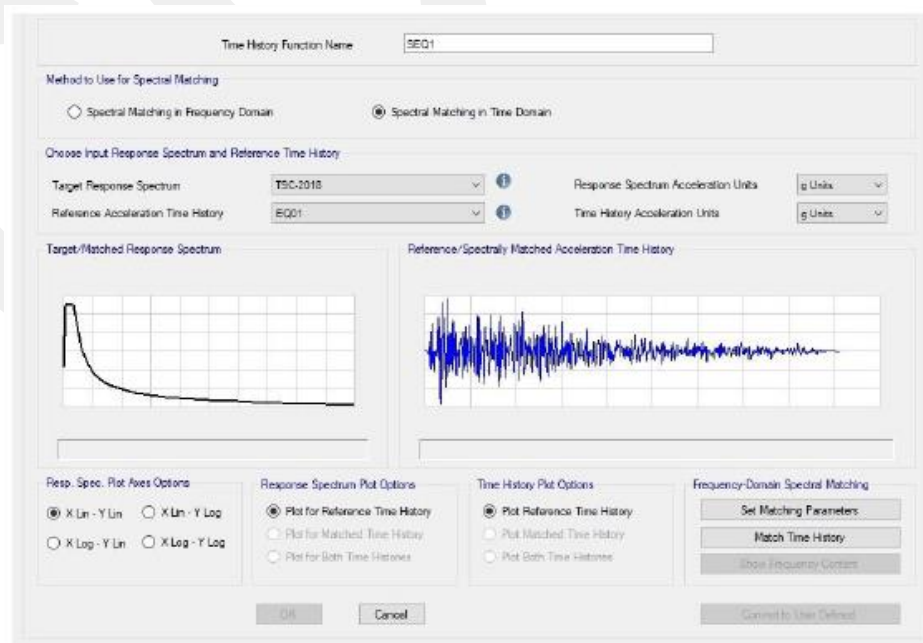 Time History Function Name SEQ1
Method to Use for Spectral Matching
Spectral Matching in Frequency Domain Spectral Matching in Time Domain
Choose Input Response Spectrum and Reference Time History
Target Response Spectrum TSC-2018 Response Spectrum Acceleration Units g Units
Reference Acceleration Time History EQ01 Time History Acceleration Units g Units
Target/Matched Response Spectrum Reference/Spectrally Matched Acceleration Time History
Resp. Spec. Plot Axes Options Response Spectrum Plot Options Time History Plot Options Frequency-Domain Spectral Matching
X Lin - Y Lin X Lin - Y Log Plot for Reference Time History Plot Reference Time History Set Matching Parameters
Plot for Matched Time History Plot Matched Time History Match Time History
X Log - Y Lin X Log - Y Log Plot for Both Time Histories Plot Both Time Histories Show Frequency Content
OK Cancel Convert to User Defined